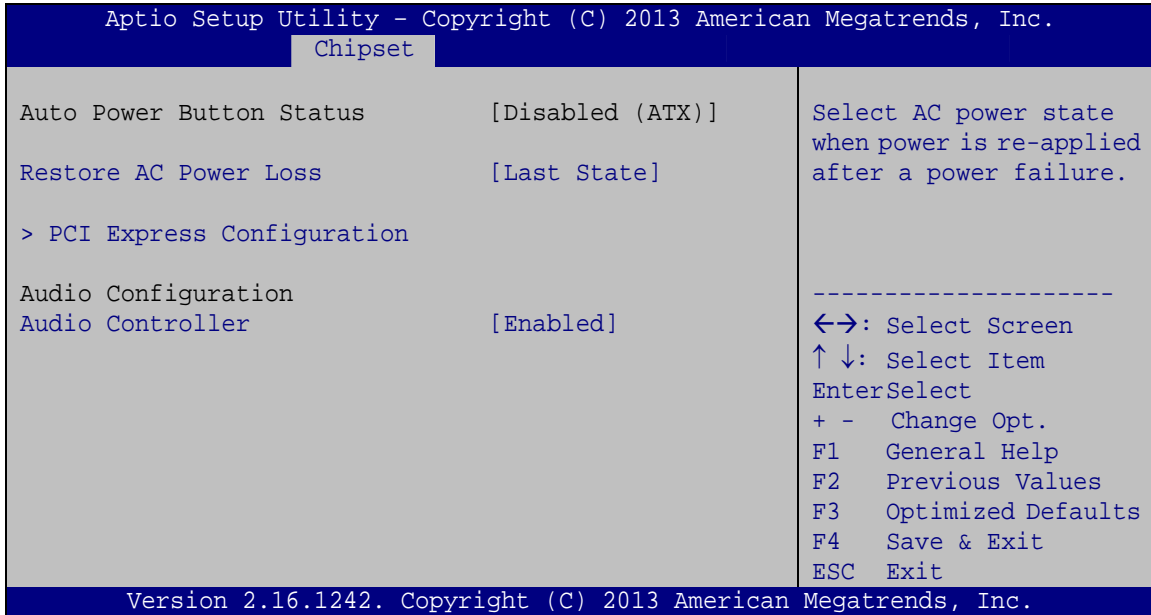 Aptio Setup Utility – Copyright (C) 2013 American Megatrends, Inc.
Chipset
Auto Power Button Status [Disabled (ATX)]
Restore AC Power Loss [Last State]
> PCI Express Configuration
Audio Configuration
Audio Controller [Enabled]
Select AC power state
when power is re-applied
after a power failure.
---------------------
←→: Select Screen
↑ ↓: Select Item
EnterSelect
+ - Change Opt.
F1 General Help
F2 Previous Values
F3 Optimized Defaults
F4 Save & Exit
ESC Exit
Version 2.16.1242. Copyright (C) 2013 American Megatrends, Inc.